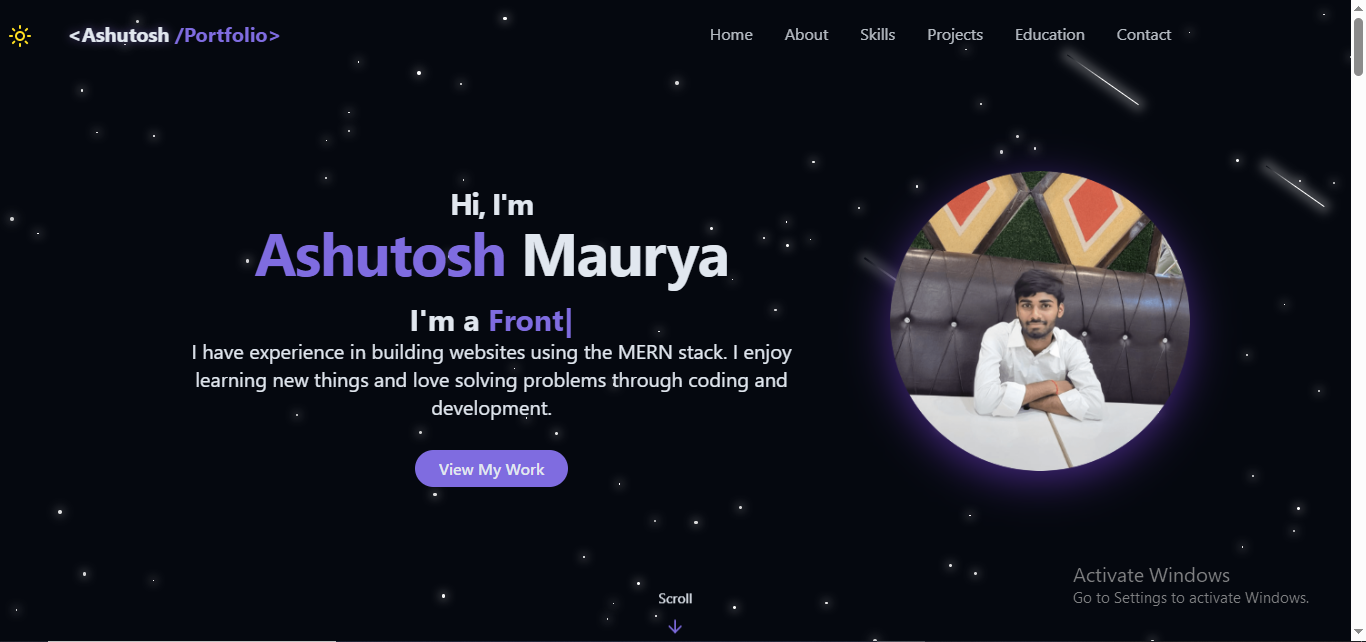 <Ashutosh /Portfolio>
Home About Skills Projects Education Contact
Hi, I'm
Ashutosh Maurya
I'm a Front|
I have experience in building websites using the MERN stack. I enjoy
learning new things and love solving problems through coding and
development.
View My Work
Scroll
Activate Windows
Go to Settings to activate Windows.